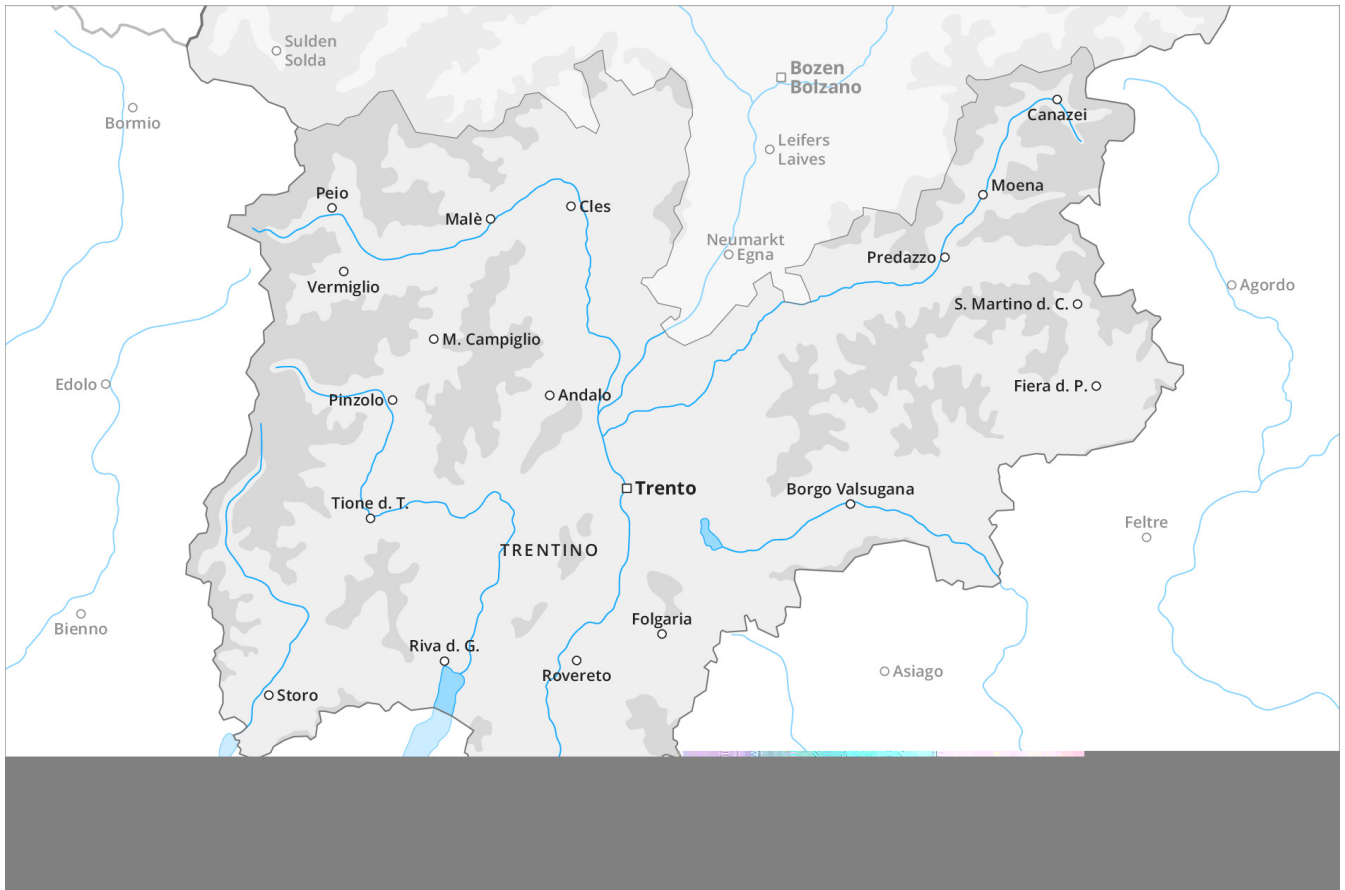 Sulden
Solda
Bozen
Bolzano
Bormio
Canazei
Leifers
Laives
Moena
Peio
Malè
Cles
Neumarkt
Egna
Predazzo
Vermiglio
Agordo
S. Martino d. C.
M. Campiglio
Edolo
Fiera d. P.
Pinzolo
Andalo
Trento
Borgo Valsugana
Tione d. T.
Feltre
TRENTINO
Bienno
Folgaria
Riva d. G.
Asiago
Rovereto
Storo